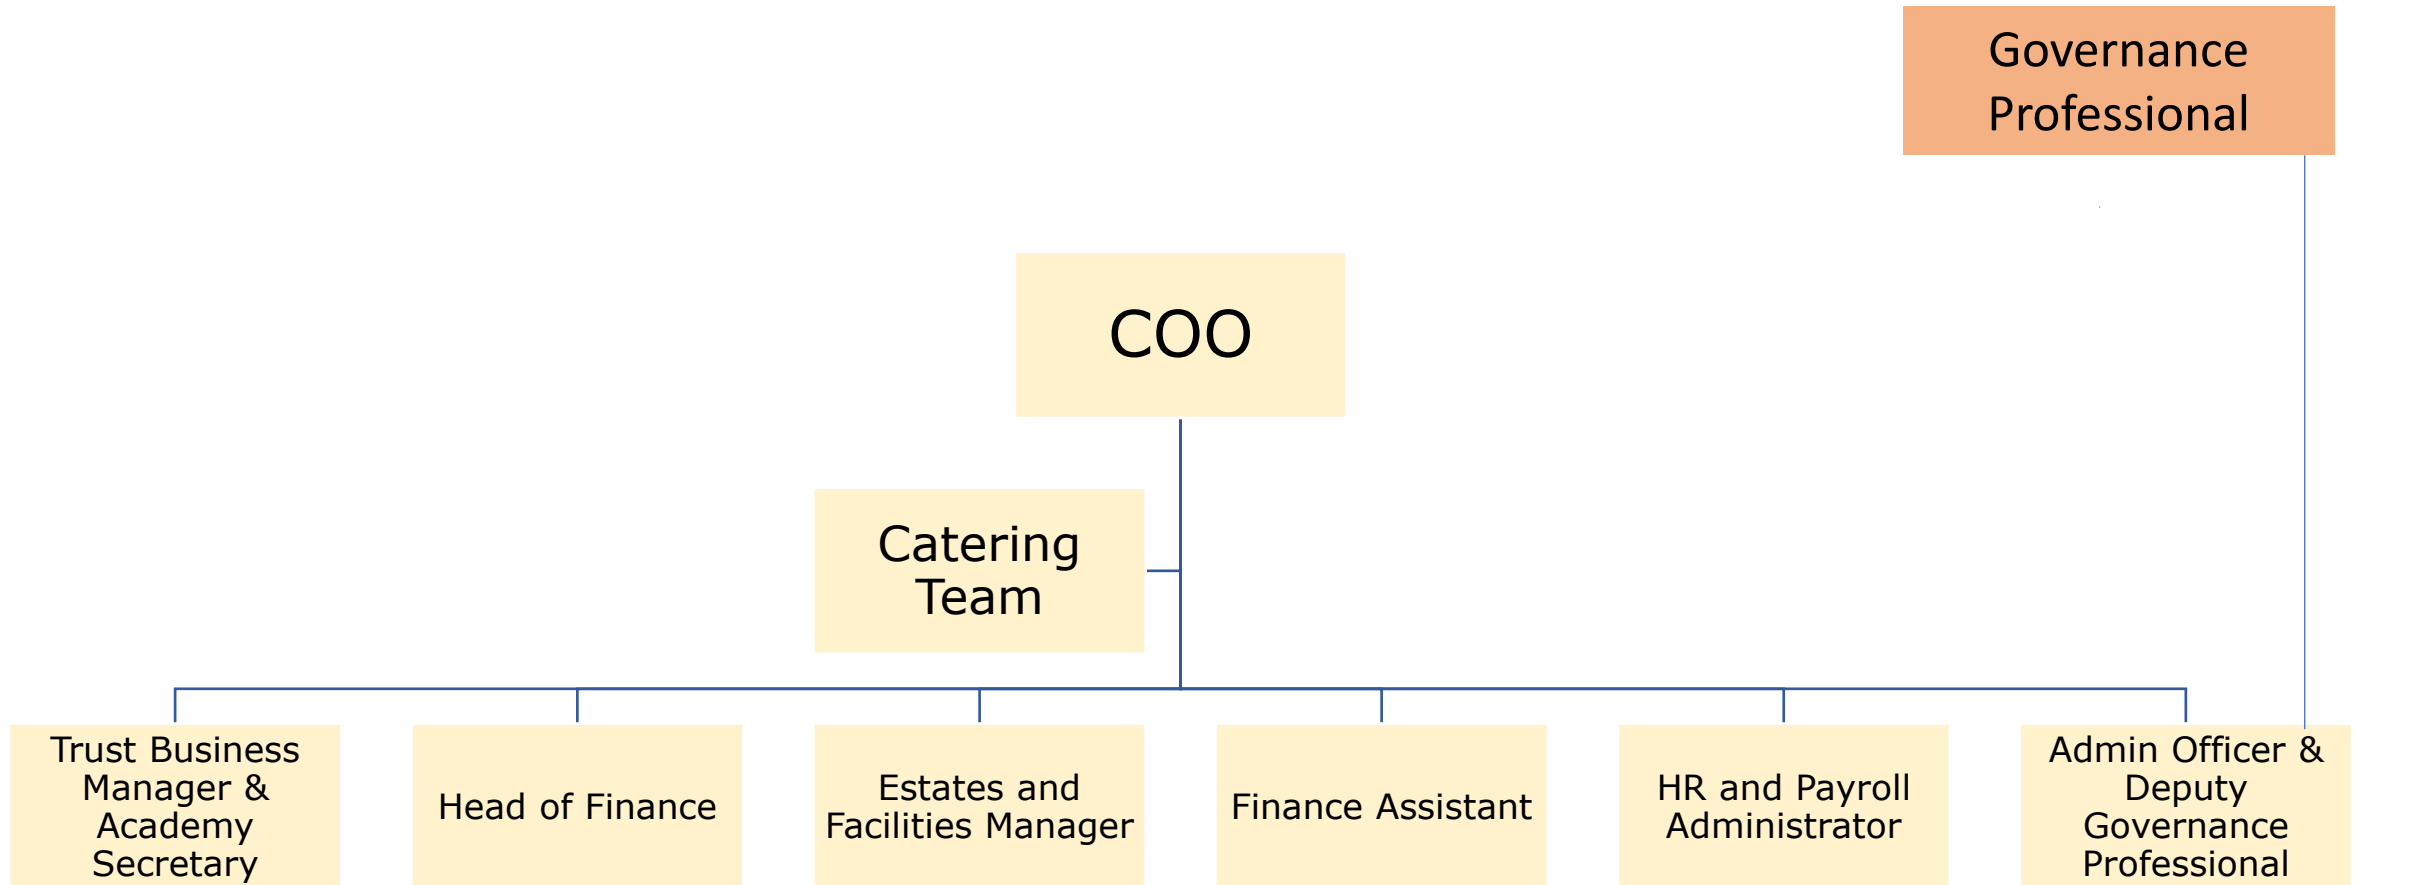 Governance
Professional
COO
Catering
Team
Trust Business
Manager &
Academy
Secretary
Head of Finance
Estates and
Facilities Manager
Finance Assistant
HR and Payroll
Administrator
Admin Officer &
Deputy
Governance
Professional